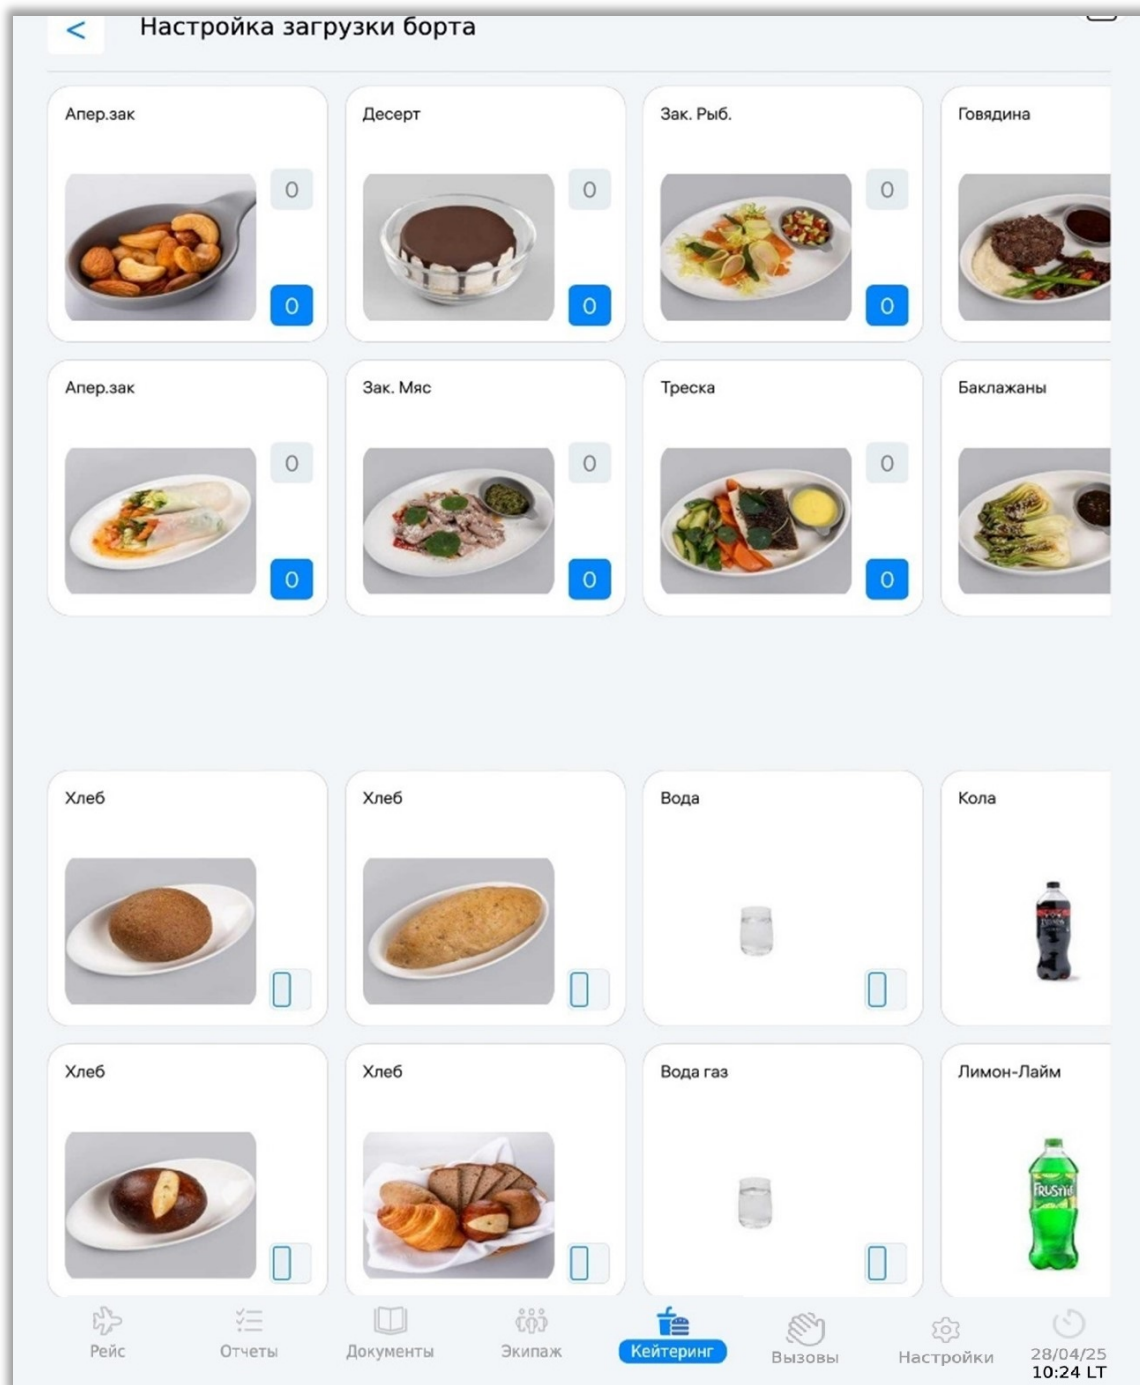 <
Настройка загрузки борта
Апер.зак
Десерт
Зак. Рыб.
Говядина
0
0
0
0
0
0
Апер.зак
Зак. Мяс
Треска
Баклажаны
0
0
0
0
0
0
Хлеб
Хлеб
Вода
Кола
Хлеб
Хлеб
Вода газ
Лимон-Лайм
FRUSTYLE
Рейс
Отчеты
Документы
Экипаж
Кейтеринг
Вызовы
Настройки
28/04/25
10:24 LT